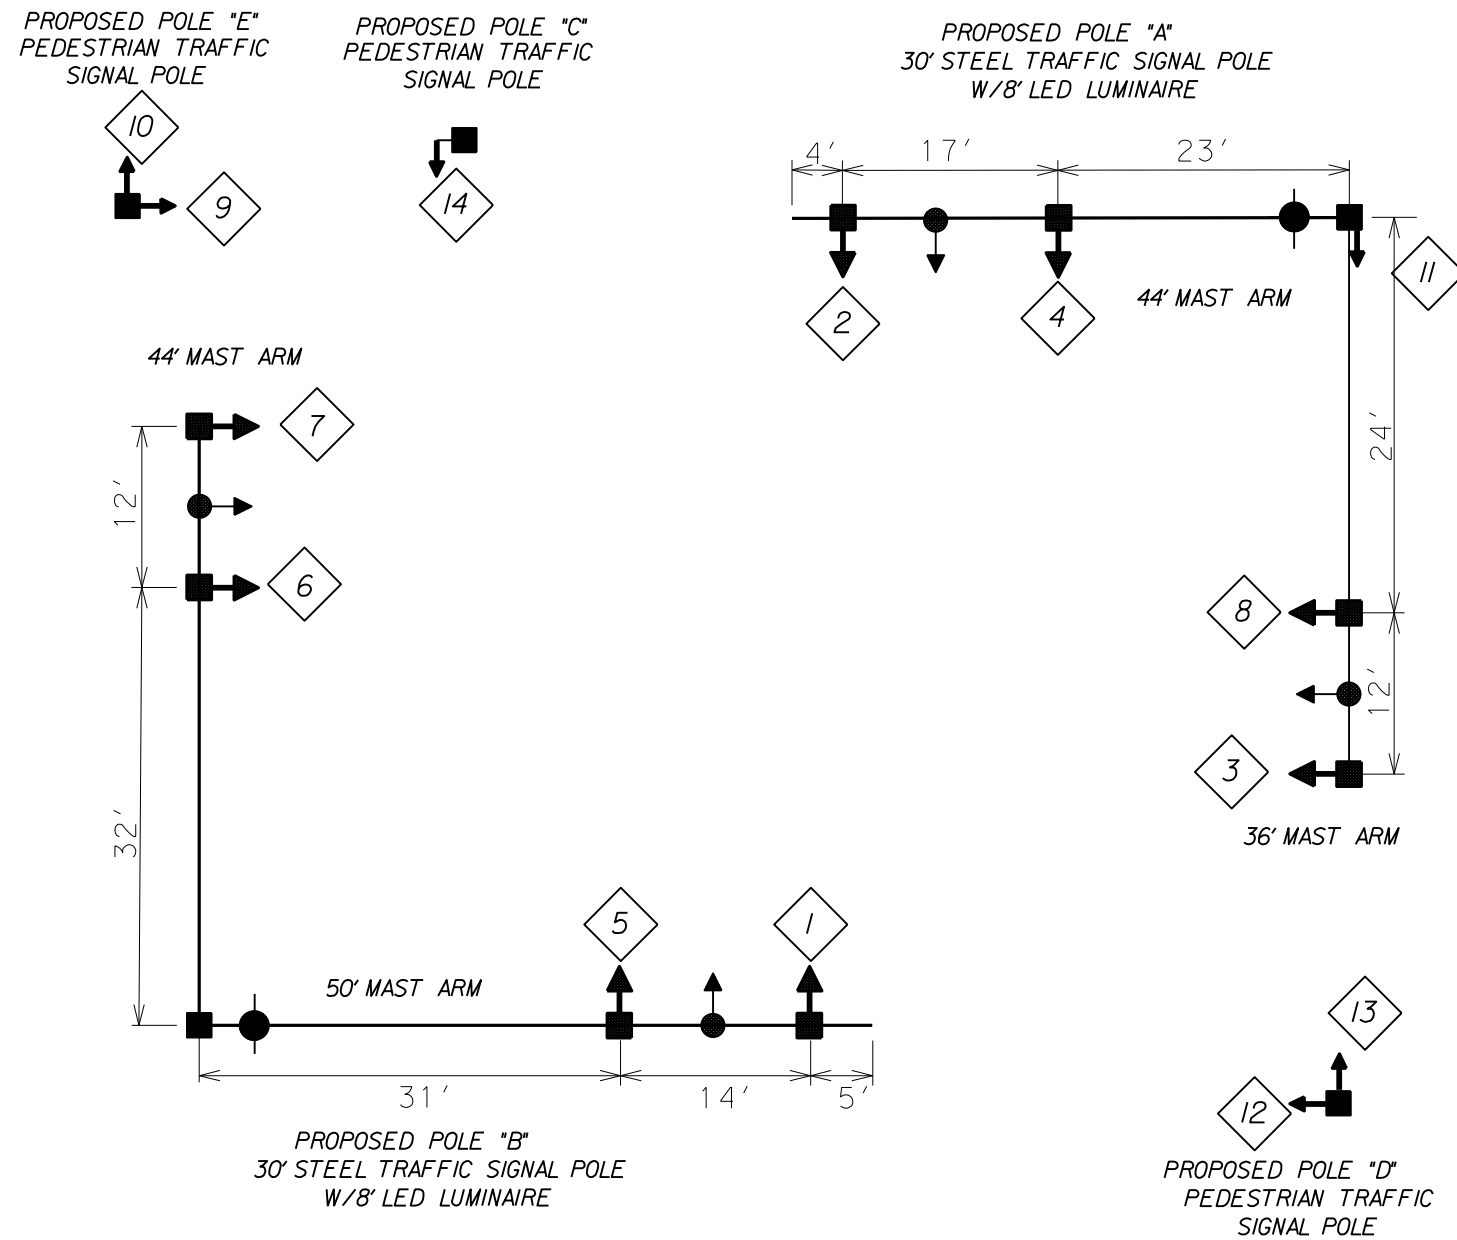 PROPOSED POLE "E"
PEDESTRIAN TRAFFIC
SIGNAL POLE
10
9
PROPOSED POLE "C"
PEDESTRIAN TRAFFIC
SIGNAL POLE
14
PROPOSED POLE "A"
30' STEEL TRAFFIC SIGNAL POLE
W/8' LED LUMINAIRE
4'
17'
23'
2
4
44' MAST ARM
11
24'
8
12'
3
36' MAST ARM
44' MAST ARM
7
12'
6
32'
5
1
50' MAST ARM
31'
14'
5'
PROPOSED POLE "B"
30' STEEL TRAFFIC SIGNAL POLE
W/8' LED LUMINAIRE
13
12
PROPOSED POLE "D"
PEDESTRIAN TRAFFIC
SIGNAL POLE